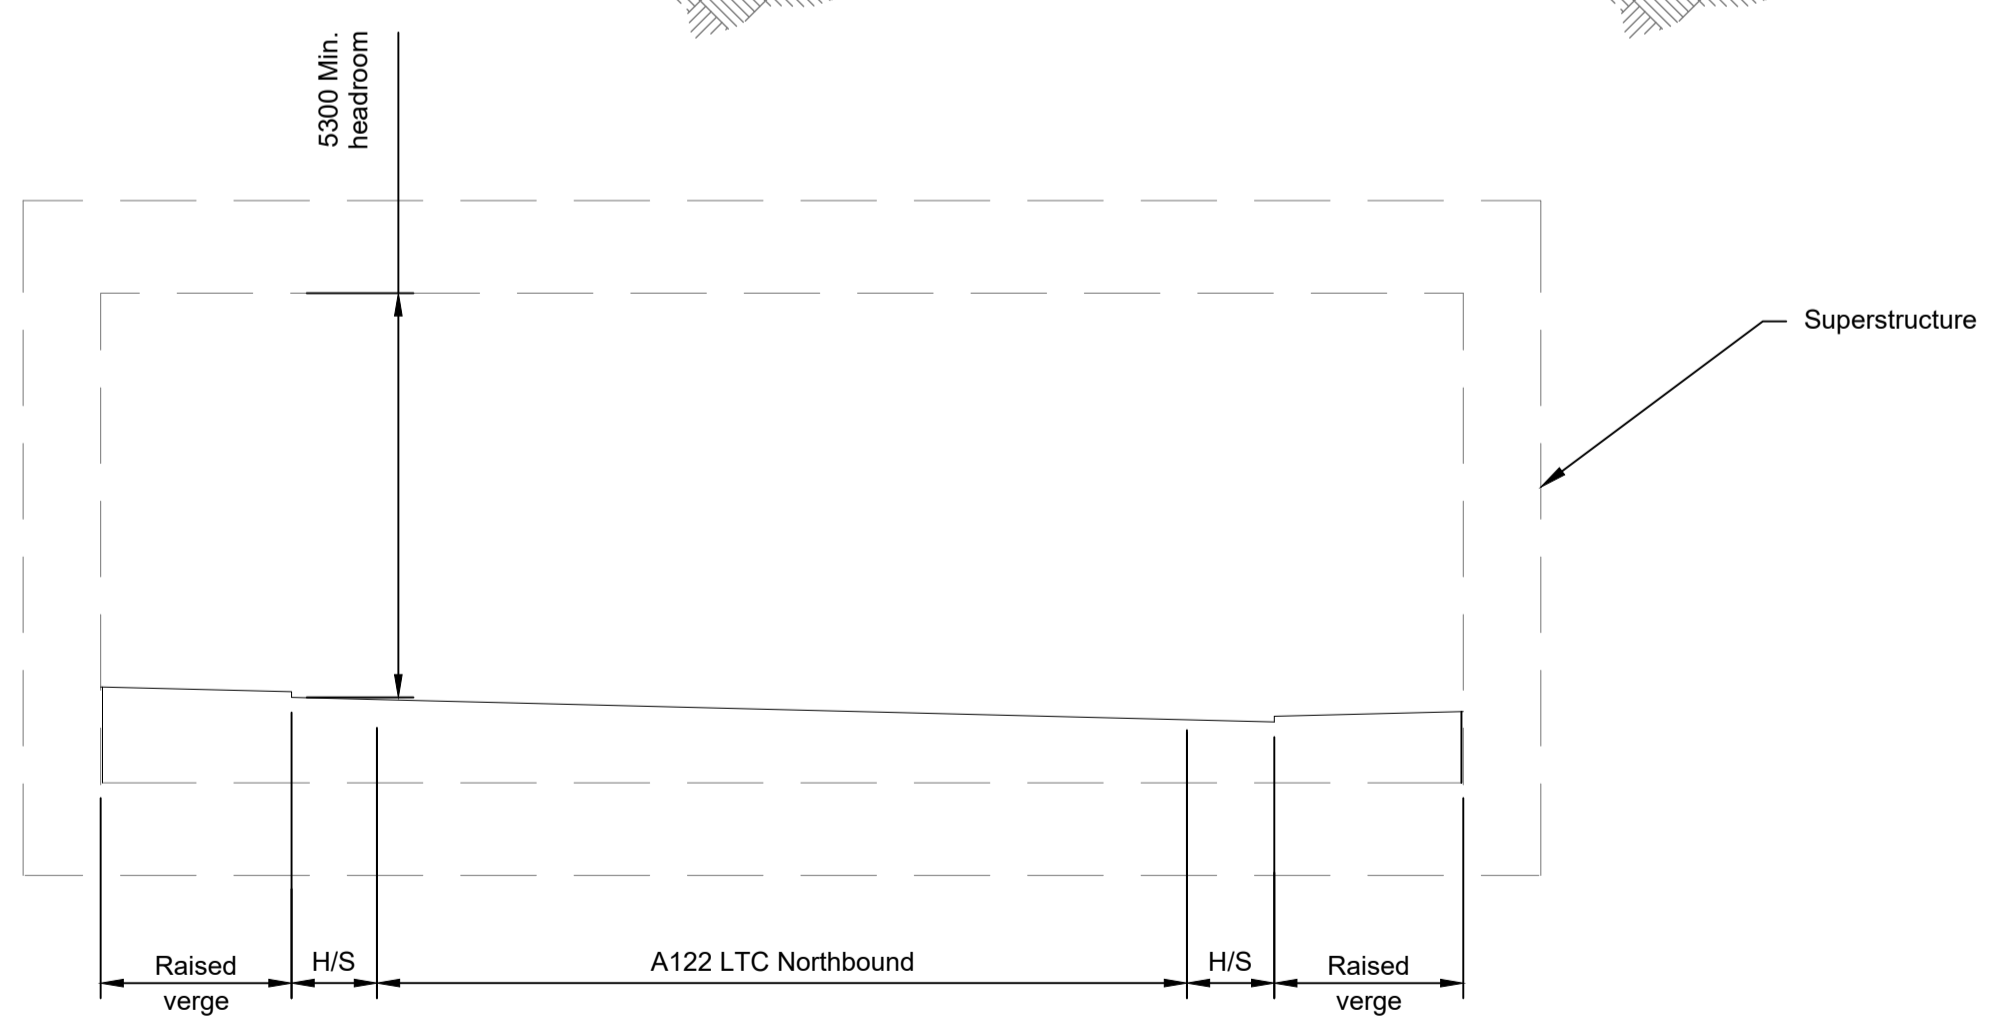 5300 Min.
headroom
Superstructure
Raised
verge
H/S
A122 LTC Northbound
H/S
Raised
verge